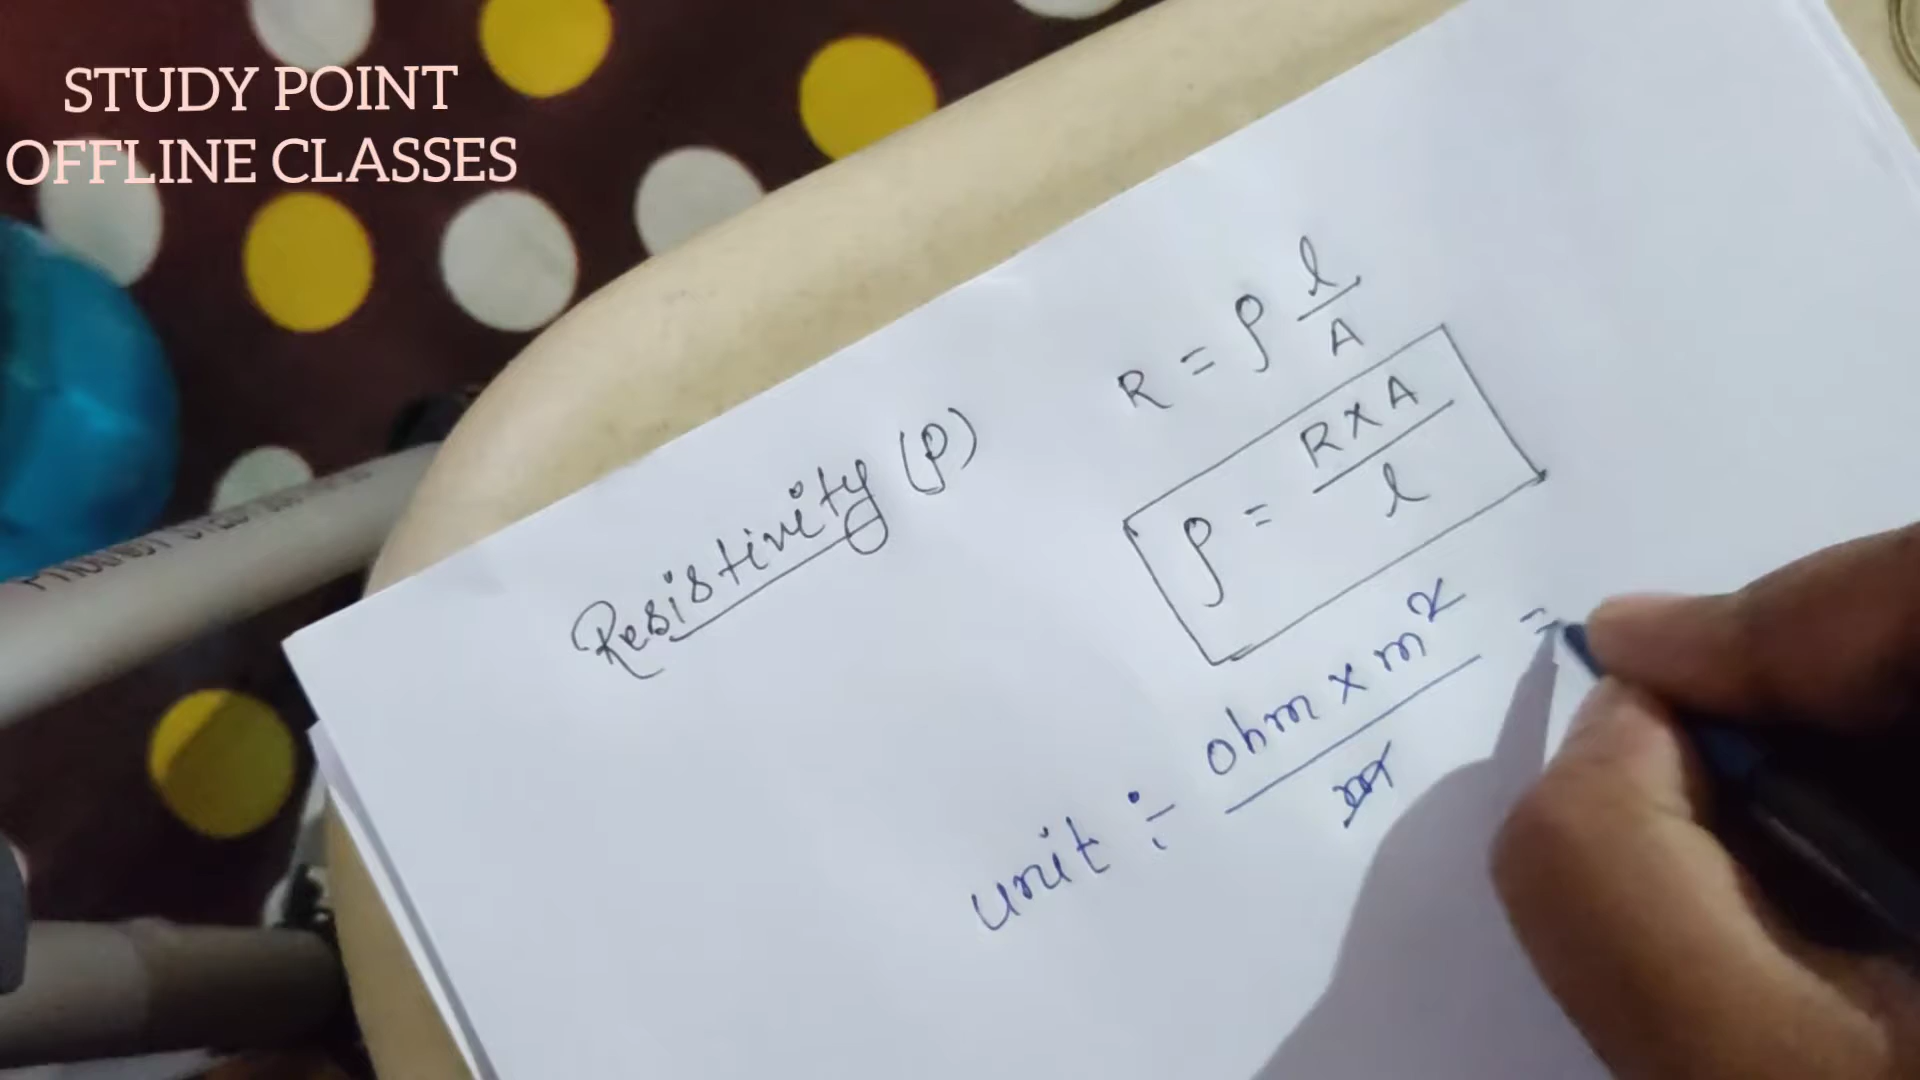 STUDY POINT
OFFLINE CLASSES
Resistivity (ρ)
R = ρ l/A
ρ = R×A/l
unit :- ohm × m²/m =